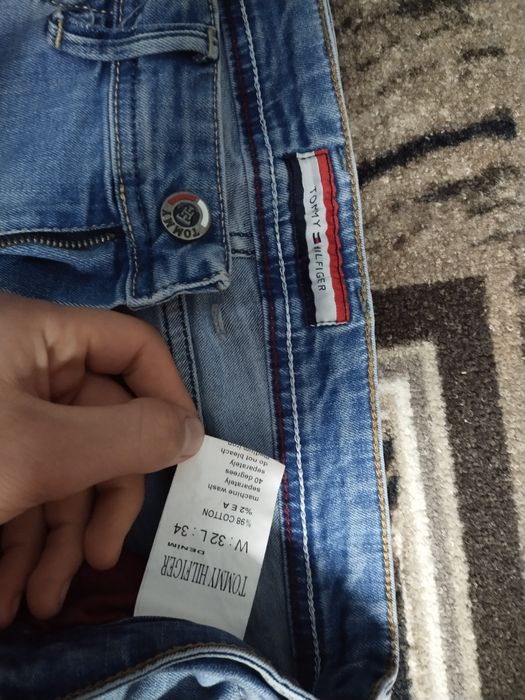 TOMMY
TOMMY HILFIGER
TOMMY HILFIGER
DENIM
W: 32 L: 34
%98 COTTON
%2 E A
machine wash
separately
40 degrees
separately
do not bleach